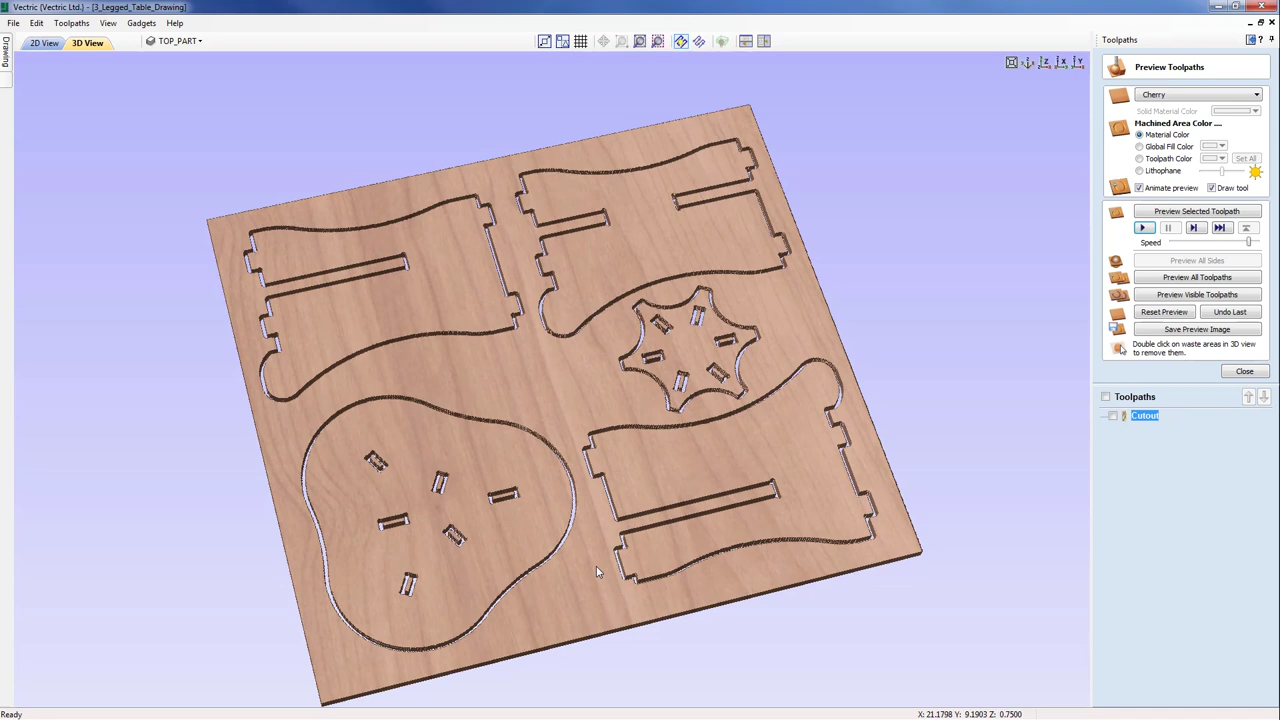 Vectric (Vectric Ltd.) - [3_Legged_Table_Drawing]
File Edit Toolpaths View Gadgets Help
2D View 3D View TOP_PART
Drawing
Z X Y
Toolpaths
Preview Toolpaths
Cherry
Solid Material Color
Machined Area Color ....
Material Color
Global Fill Color
Toolpath Color Set All
Lithophane
Animate preview Draw tool
Preview Selected Toolpath
Speed
Preview All Sides
Preview All Toolpaths
Preview Visible Toolpaths
Reset Preview Undo Last
Save Preview Image
Double click on waste areas in 3D view
to remove them.
Close
Toolpaths
Cutout
Ready
X: 21.1798 Y: 9.1903 Z: 0.7500